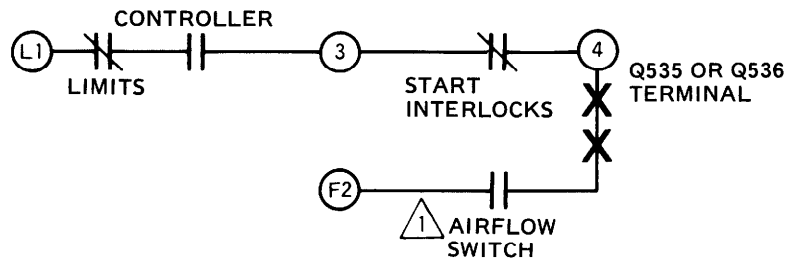 CONTROLLER
L1
3
4
LIMITS
START
INTERLOCKS
Q535 OR Q536
TERMINAL
F2
1
AIRFLOW
SWITCH